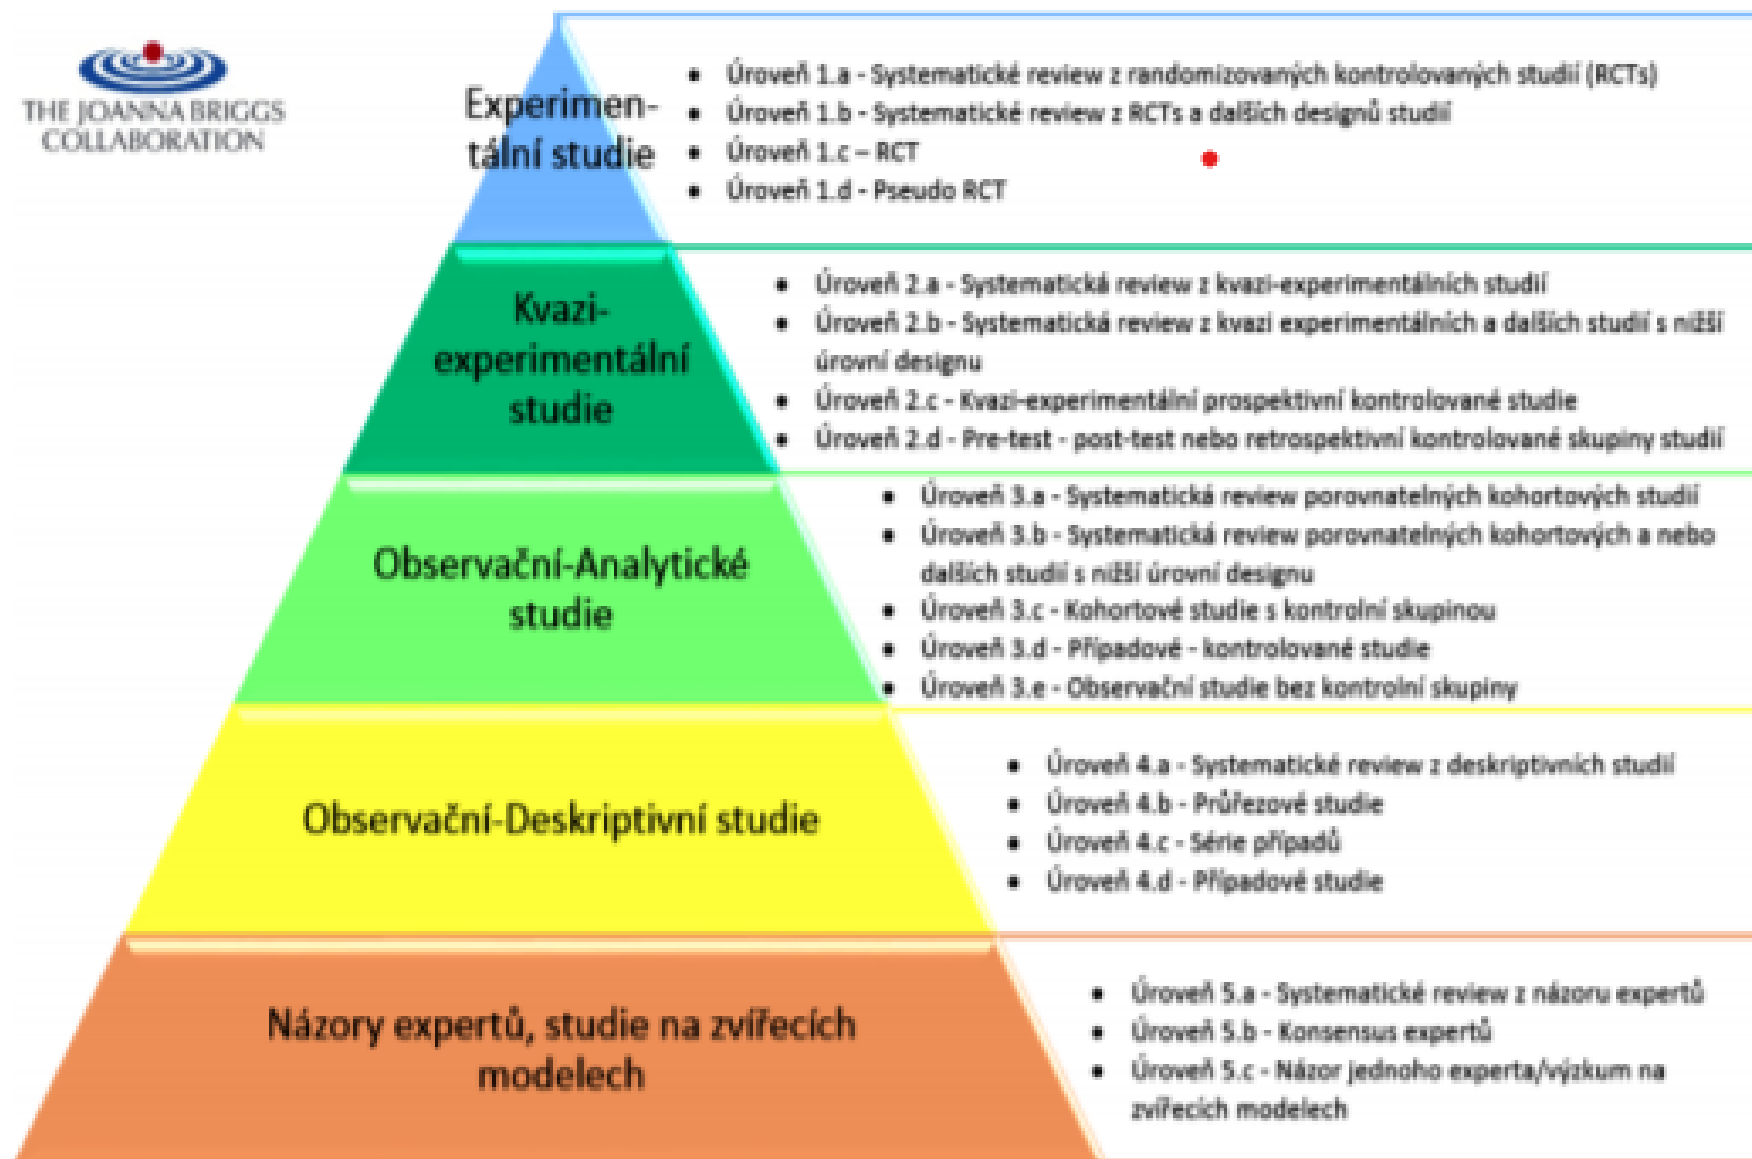 THE JOANNA BRIGGS
COLLABORATION
Experimen-
tální studie
• Úroveň 1.a - Systematické review z randomizovaných kontrolovaných studií (RCTs)
• Úroveň 1.b - Systematické review z RCTs a dalších designů studií
• Úroveň 1.c – RCT
• Úroveň 1.d - Pseudo RCT
Kvazi-
experimentální
studie
• Úroveň 2.a - Systematická review z kvazi-experimentálních studií
• Úroveň 2.b - Systematická review z kvazi experimentálních a dalších studií s nižší
úrovní designu
• Úroveň 2.c - Kvazi-experimentální prospektivní kontrolované studie
• Úroveň 2.d - Pre-test - post-test nebo retrospektivní kontrolované skupiny studií
Observační-Analytické
studie
• Úroveň 3.a - Systematická review porovnatelných kohortových studií
• Úroveň 3.b - Systematická review porovnatelných kohortových a nebo
dalších studií s nižší úrovní designu
• Úroveň 3.c - Kohortové studie s kontrolní skupinou
• Úroveň 3.d - Případové - kontrolované studie
• Úroveň 3.e - Observační studie bez kontrolní skupiny
Observační-Deskriptivní studie
• Úroveň 4.a - Systematické review z deskriptivních studií
• Úroveň 4.b - Průřezové studie
• Úroveň 4.c - Série případů
• Úroveň 4.d - Případové studie
Názory expertů, studie na zvířecích
modelech
• Úroveň 5.a - Systematické review z názoru expertů
• Úroveň 5.b - Konsensus expertů
• Úroveň 5.c - Názor jednoho experta/výzkum na
zvířecích modelech